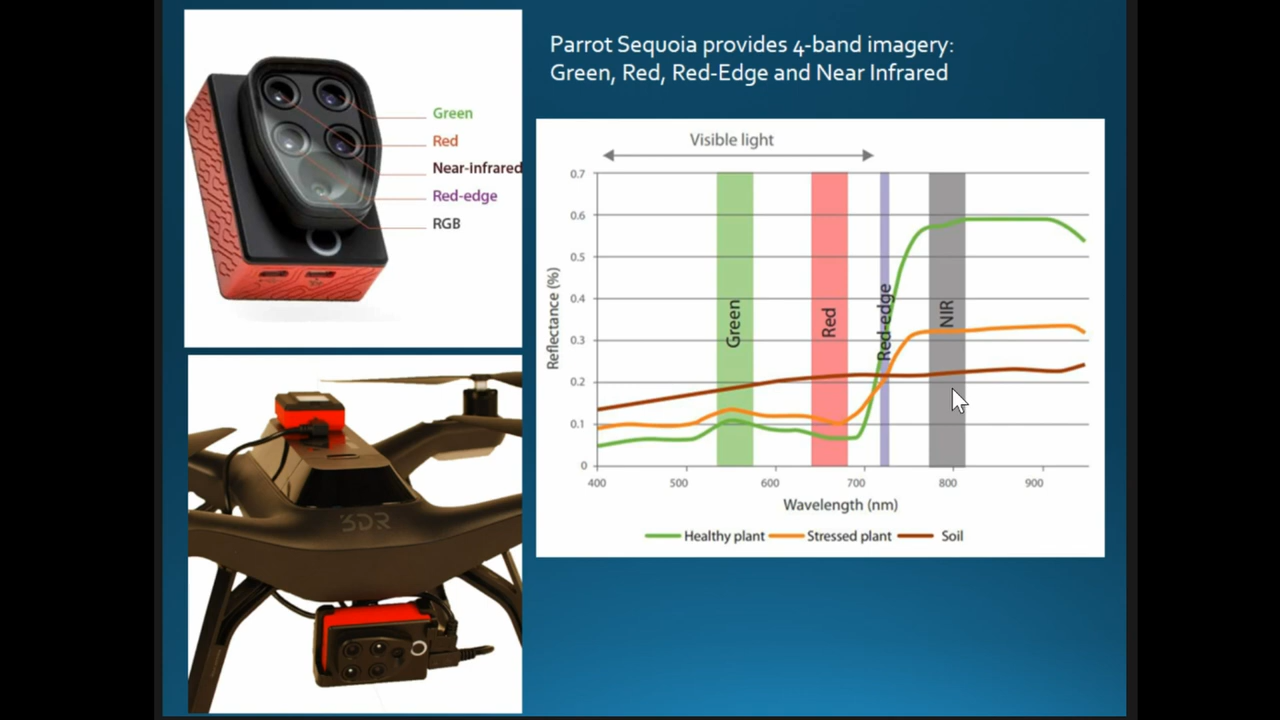 Parrot Sequoia provides 4-band imagery:
Green, Red, Red-Edge and Near Infrared
Green
Red
Near-infrared
Red-edge
RGB
3DR
Visible light
0.7
0.6
0.5
0.4
0.3
0.2
0.1
0
Reflectance (%)
Green
Red
Red-edge
NIR
400 500 600 700 800 900
Wavelength (nm)
Healthy plant Stressed plant Soil